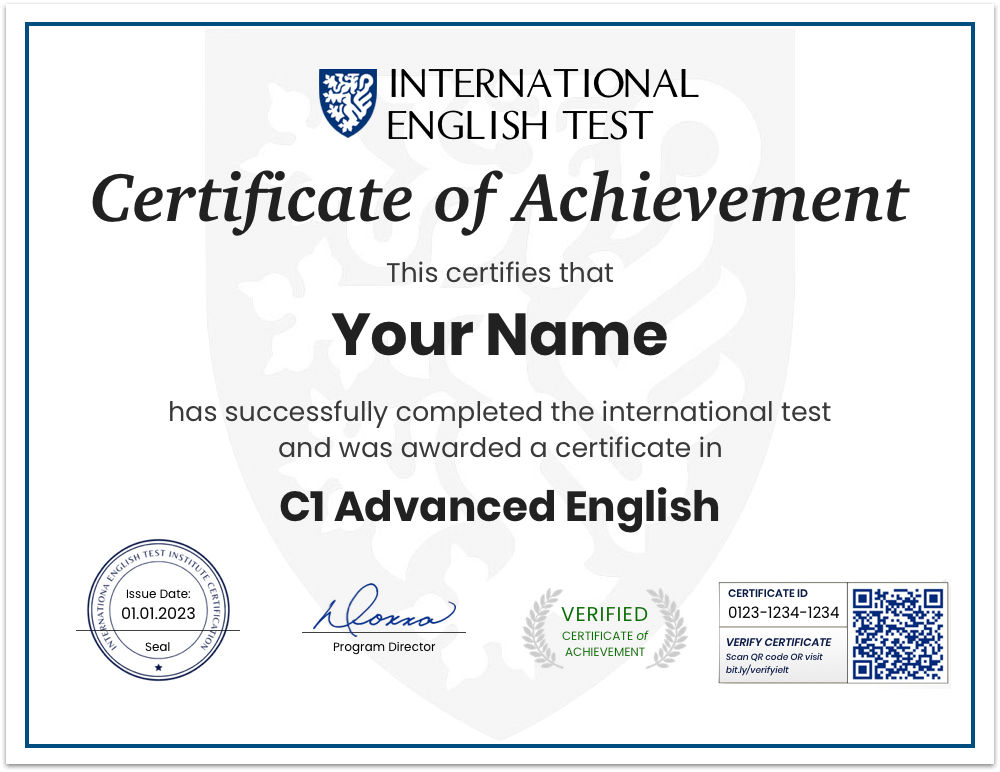 INTERNATIONAL
ENGLISH TEST
Certificate of Achievement
This certifies that
Your Name
has successfully completed the international test
and was awarded a certificate in
C1 Advanced English
INTERNATIONA ENGLISH TEST INSTITUTE CERTIFICATION
Issue Date:
01.01.2023
Seal
Donna
Program Director
VERIFIED
CERTIFICATE of
ACHIEVEMENT
CERTIFICATE ID
0123-1234-1234
VERIFY CERTIFICATE
Scan QR code OR visit
bit.ly/verifyielt